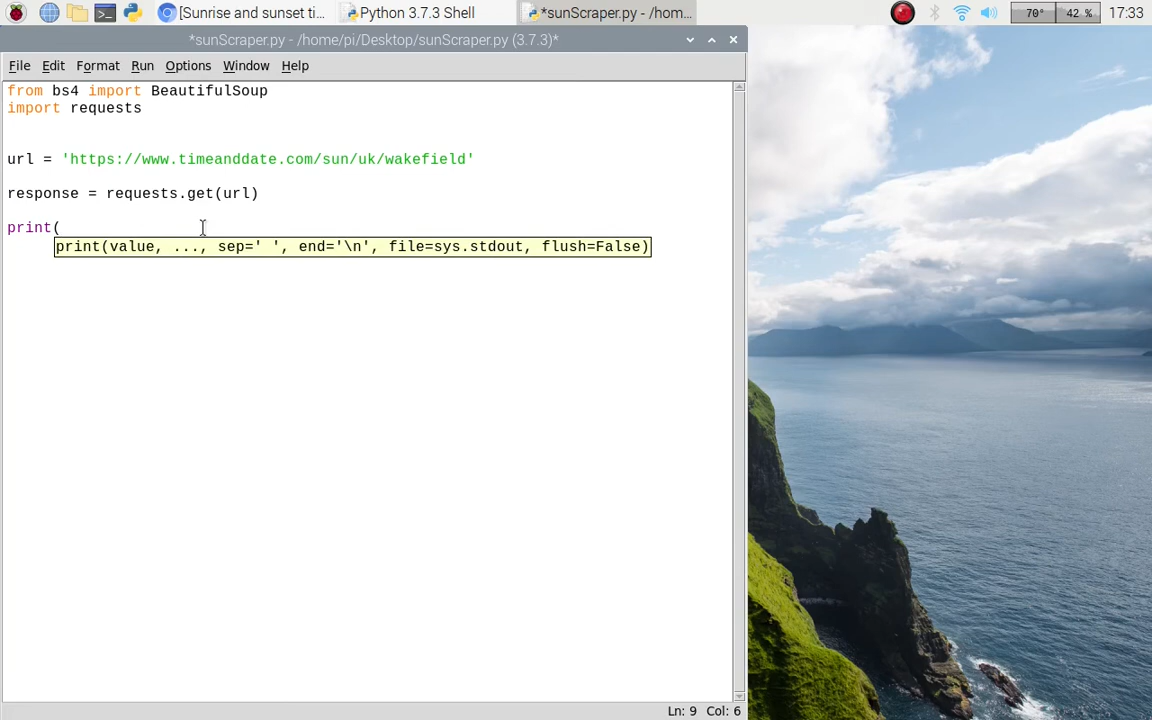 [Sunrise and sunset ti...
Python 3.7.3 Shell
*sunScraper.py - /hom...
70°
42 %
17:33
*sunScraper.py - /home/pi/Desktop/sunScraper.py (3.7.3)*
File Edit Format Run Options Window Help
from bs4 import BeautifulSoup
import requests
url = 'https://www.timeanddate.com/sun/uk/wakefield'
response = requests.get(url)
print(
print(value, ..., sep=' ', end='\n', file=sys.stdout, flush=False)
Ln: 9 Col: 6